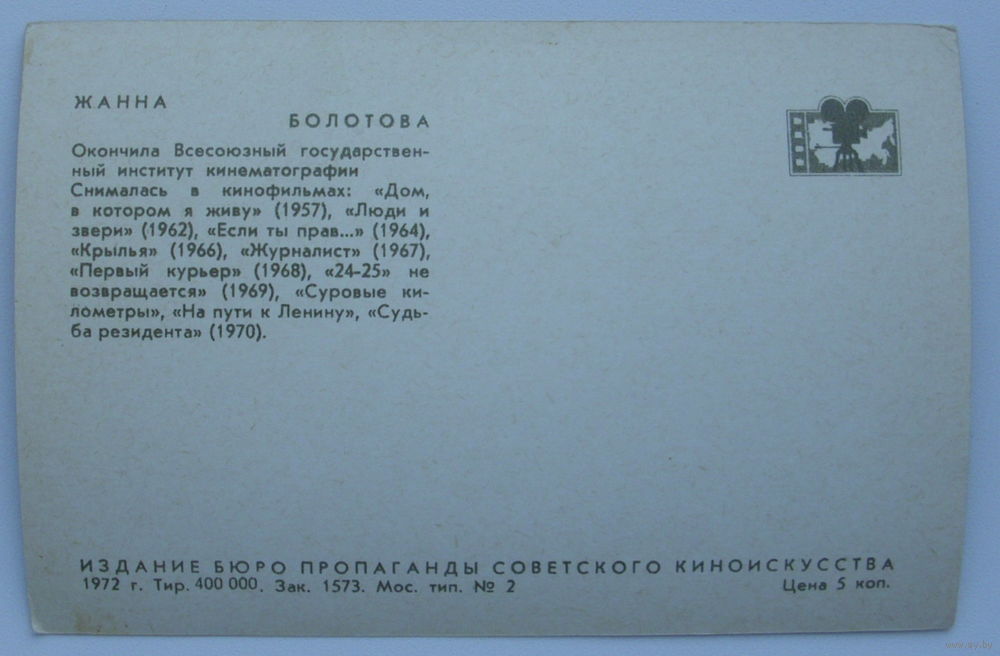 ЖАННА
БОЛОТОВА
Окончила Всесоюзный государствен-
ный институт кинематографии
Снималась в кинофильмах: «Дом,
в котором я живу» (1957), «Люди и
звери» (1962), «Если ты прав...» (1964),
«Крылья» (1966), «Журналист» (1967),
«Первый курьер» (1968), «24-25» не
возвращается» (1969), «Суровые ки-
лометры», «На пути к Ленину», «Судь-
ба резидента» (1970).
ИЗДАНИЕ БЮРО ПРОПАГАНДЫ СОВЕТСКОГО КИНОИСКУССТВА
1972 г. Тир. 400 000. Зак. 1573. Мос. тип. № 2 Цена 5 коп.
www.ay.by